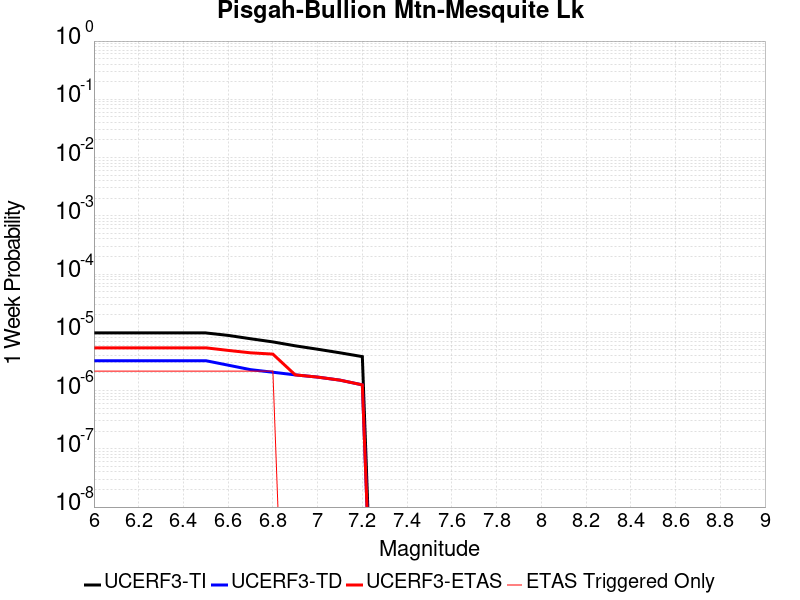 Pisgah-Bullion Mtn-Mesquite Lk
10^0
10^-1
10^-2
10^-3
10^-4
10^-5
10^-6
10^-7
10^-8
1 Week Probability
6 6.2 6.4 6.6 6.8 7 7.2 7.4 7.6 7.8 8 8.2 8.4 8.6 8.8 9
Magnitude
UCERF3-TI UCERF3-TD UCERF3-ETAS ETAS Triggered Only